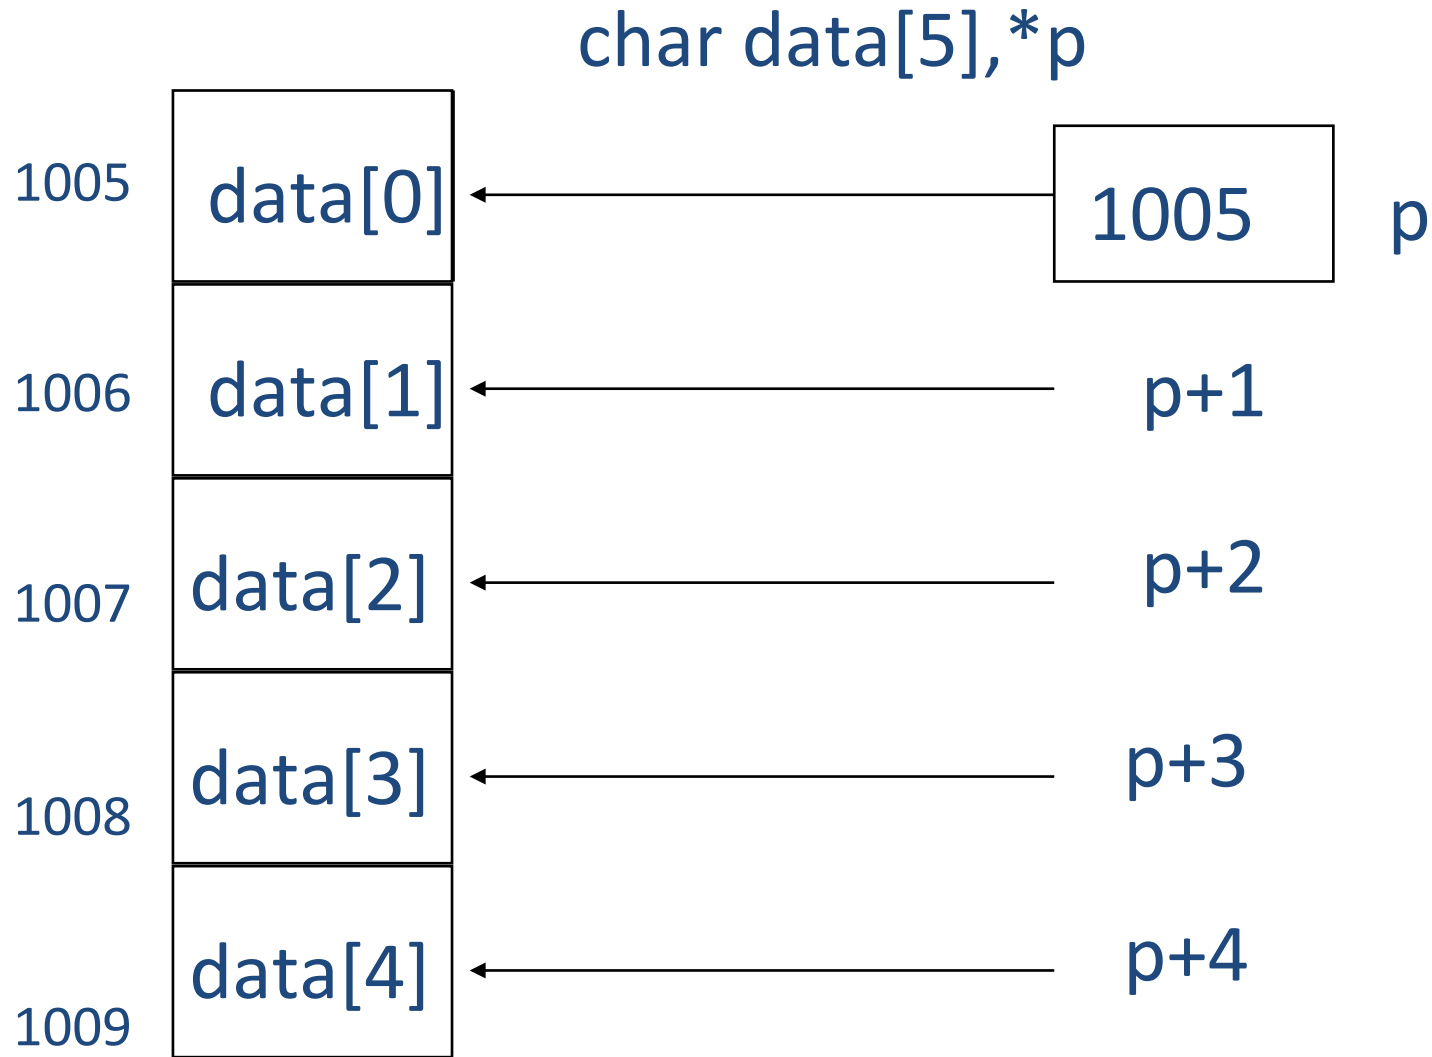 char data[5],*p
1005 data[0] 1005 p
1006 data[1] p+1
1007 data[2] p+2
1008 data[3] p+3
1009 data[4] p+4